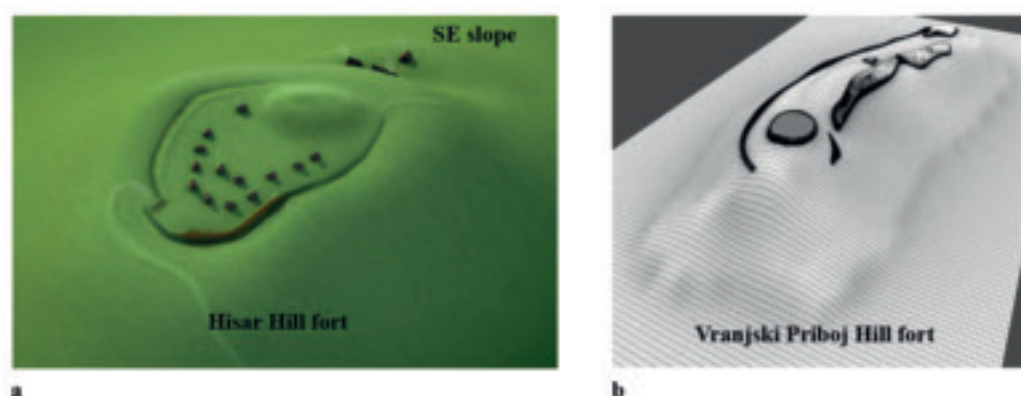 SE slope
Hisar Hill fort
Vranjski Priboj Hill fort
a
b